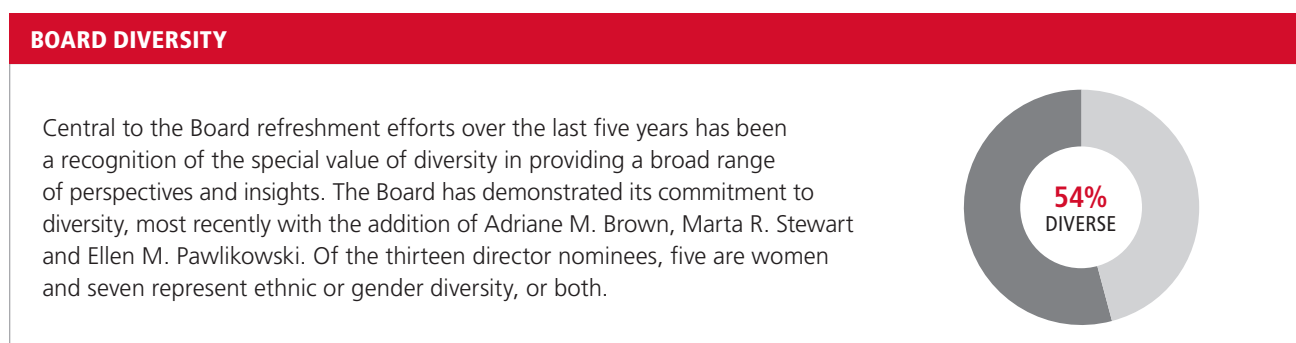 BOARD DIVERSITY
Central to the Board refreshment efforts over the last five years has been
a recognition of the special value of diversity in providing a broad range
of perspectives and insights. The Board has demonstrated its commitment to
diversity, most recently with the addition of Adriane M. Brown, Marta R. Stewart
and Ellen M. Pawlikowski. Of the thirteen director nominees, five are women
and seven represent ethnic or gender diversity, or both.
54%
DIVERSE